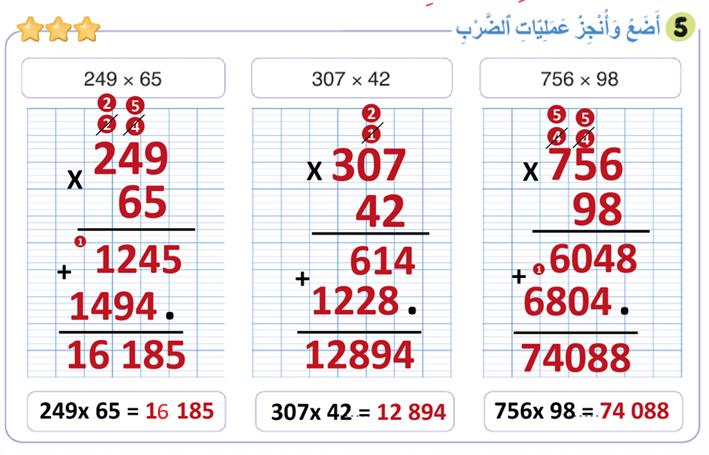 5 أَضَعُ وَأُنْجِزُ عَمَلِيّاتِ ٱلضَّرْبِ
249 × 65
307 × 42
756 × 98
2 5
2 4
249
x
65
1
1245
+
1494.
16 185
249x 65 = 16 185
2
1
x 307
42
614
+
1228.
12894
307x 42 = 12 894
5 5
6 4
x 756
98
6048
+ 1
6804.
74088
756x 98 = 74 088